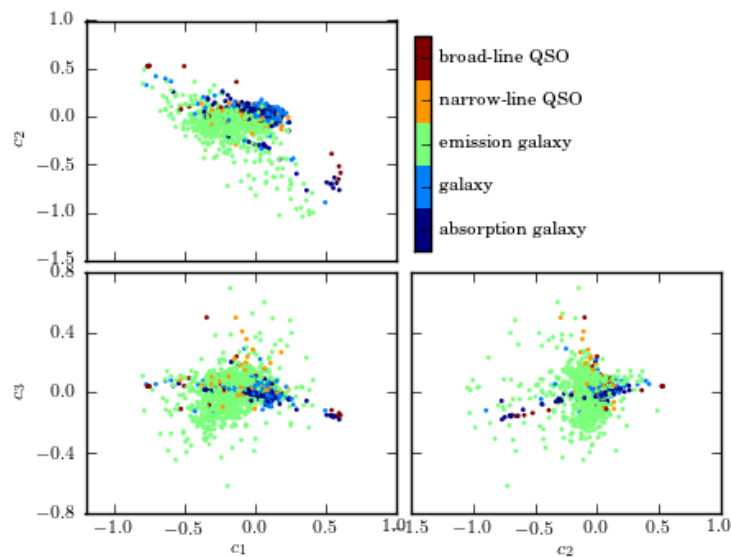 1.0
0.5
0.0
−0.5
−1.0
−1.5
c2
broad-line QSO
narrow-line QSO
emission galaxy
galaxy
absorption galaxy
0.8
0.4
0.0
−0.4
−0.8
c3
−1.0 −0.5 0.0 0.5 1.0
c1
−1.5 −1.0 −0.5 0.0 0.5 1.0
c2